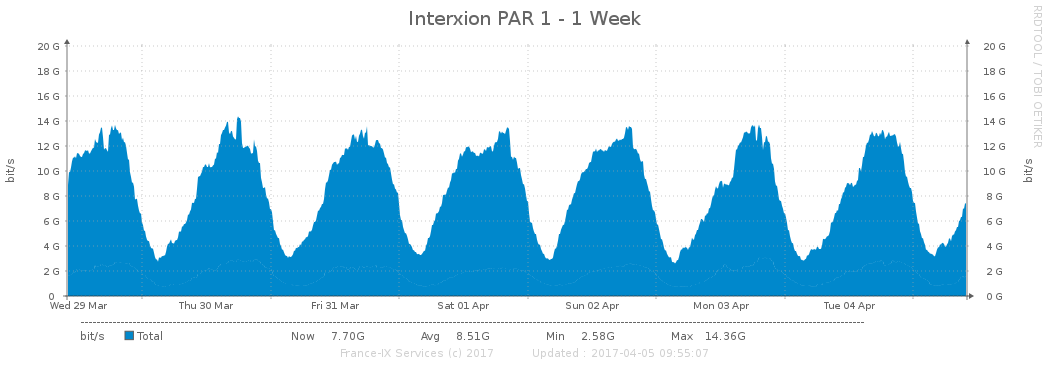 Interxion PAR 1 - 1 Week
RRDTOOL / TOBI OETIKER
20 G 20 G
18 G 18 G
16 G 16 G
14 G 14 G
12 G 12 G
10 G 10 G
8 G 8 G
6 G 6 G
4 G 4 G
2 G 2 G
0 0 G
bit/s
bit/s
Wed 29 Mar Thu 30 Mar Fri 31 Mar Sat 01 Apr Sun 02 Apr Mon 03 Apr Tue 04 Apr
bit/s Total Now 7.70G Avg 8.51G Min 2.58G Max 14.36G
France-IX Services (c) 2017 Updated : 2017-04-05 09:55:07